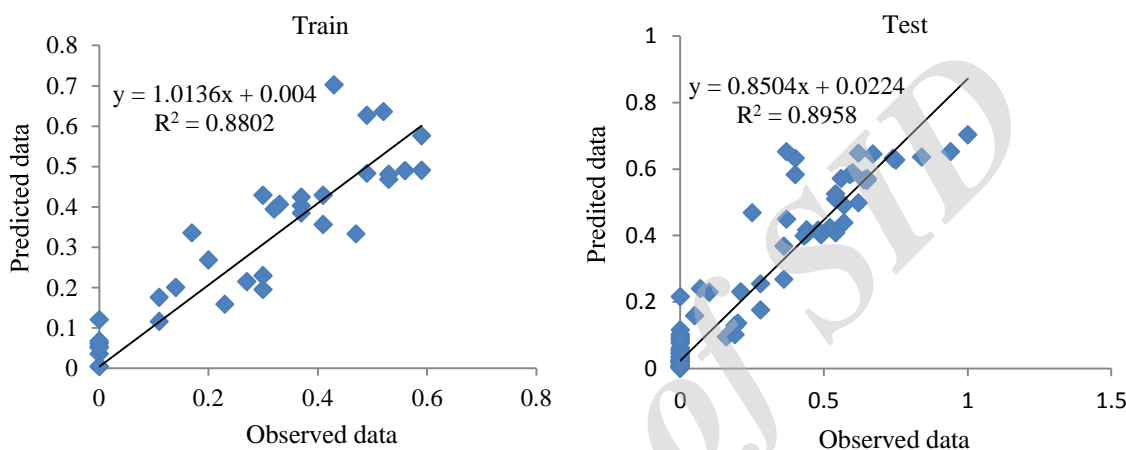 Train
y = 1.0136x + 0.004
R² = 0.8802
Predicted data
0.8
0.7
0.6
0.5
0.4
0.3
0.2
0.1
0
0
0.2
0.4
0.6
0.8
Observed data
Test
y = 0.8504x + 0.0224
R² = 0.8958
Predited data
1
0.8
0.6
0.4
0.2
0
0
0.5
1
1.5
Observed data
of SID